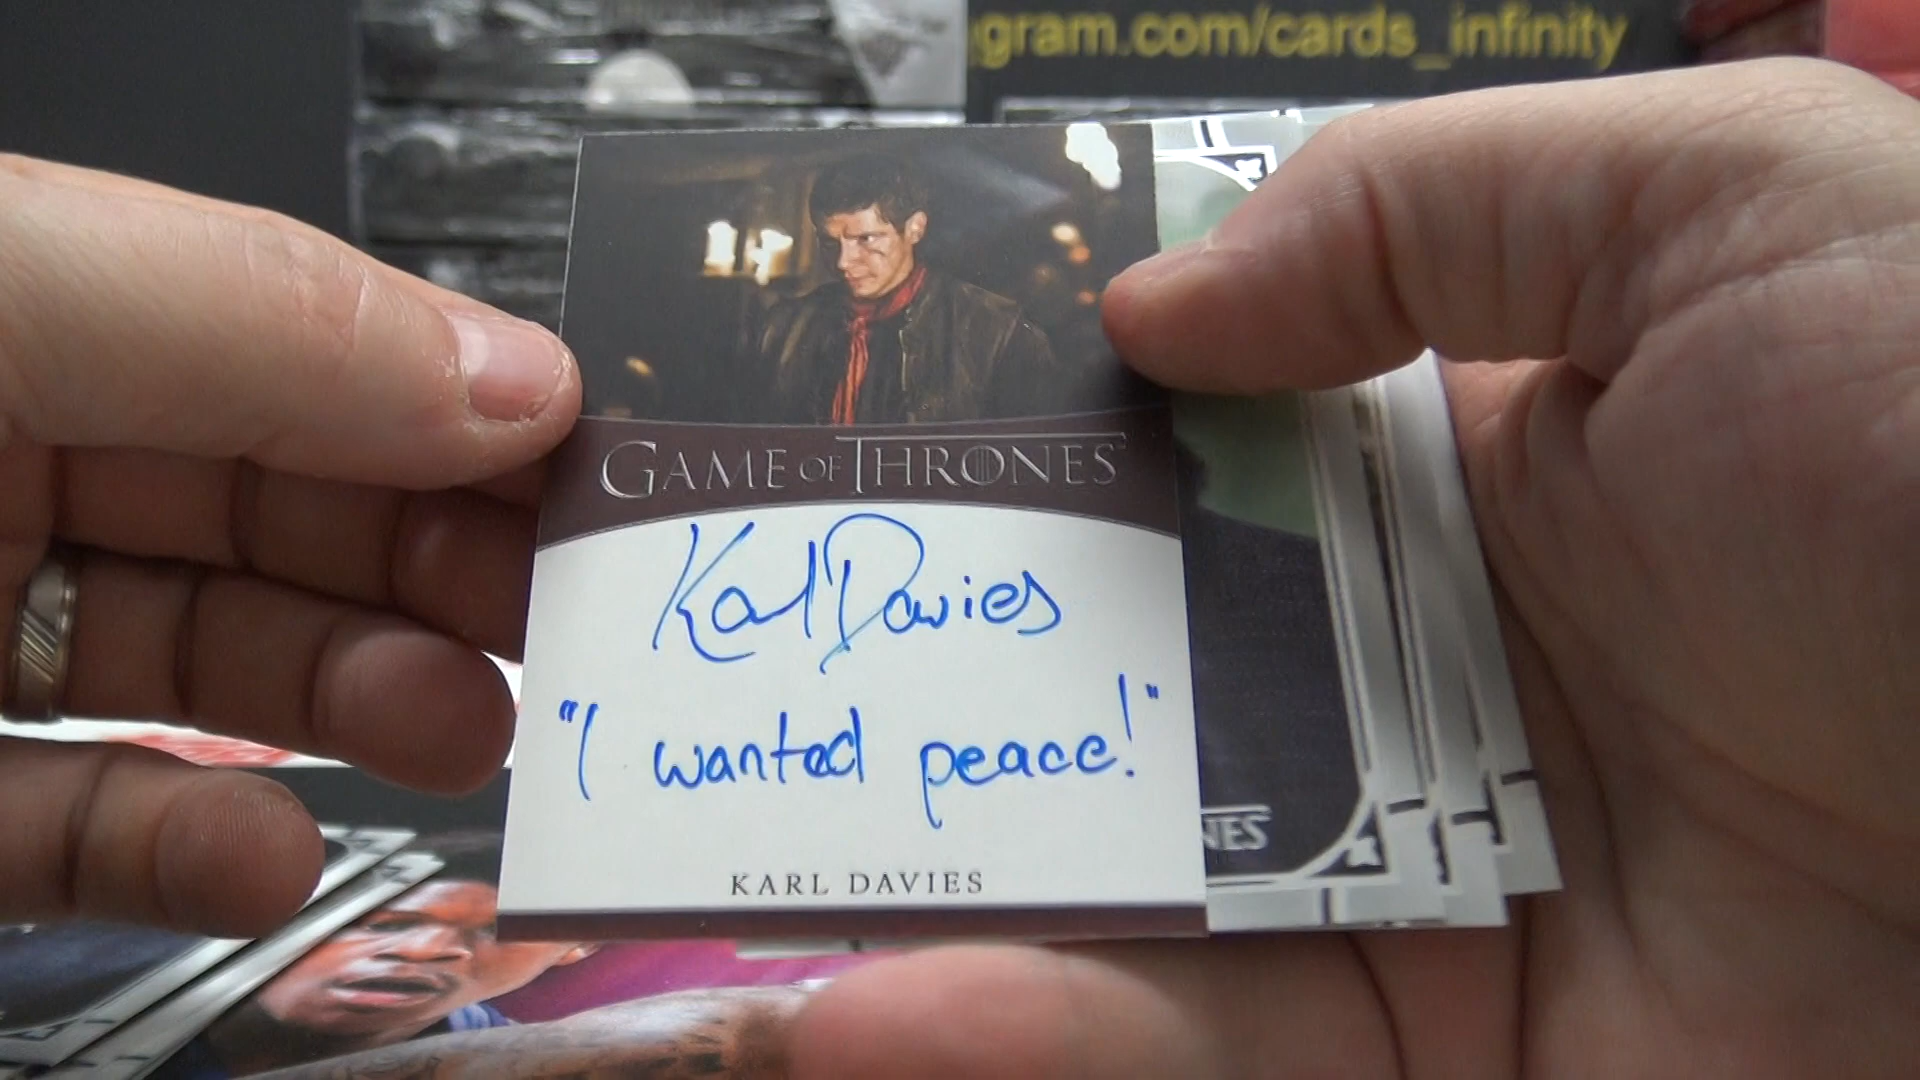 gram.com/cards_infinity
GAME OF THRONES
Karl Davies
"I wanted peace!"
KARL DAVIES
NES